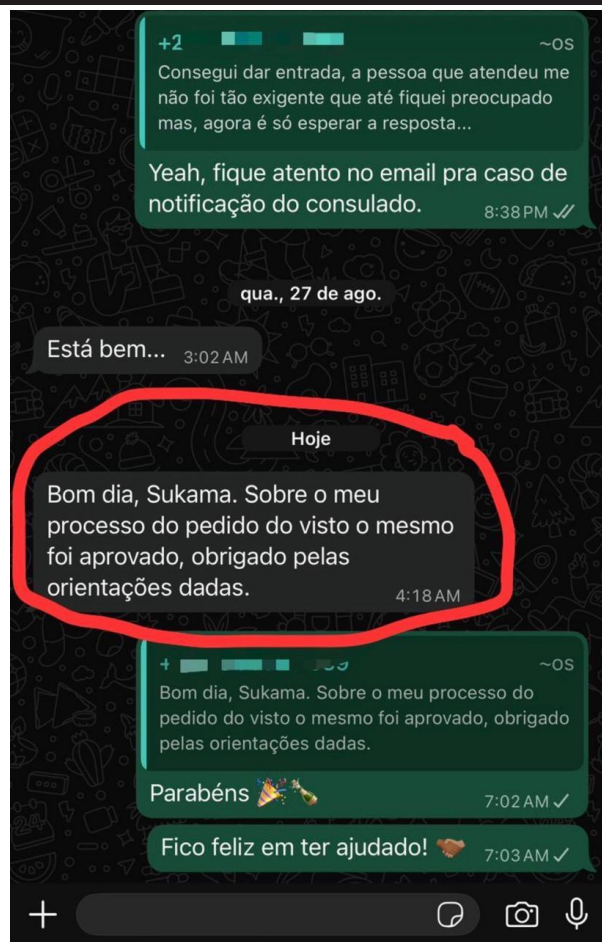 +2
~OS
Consegui dar entrada, a pessoa que atendeu me
não foi tão exigente que até fiquei preocupado
mas, agora é só esperar a resposta...
Yeah, fique atento no email pra caso de
notificação do consulado.
8:38 PM
qua., 27 de ago.
Está bem...
3:02 AM
Hoje
Bom dia, Sukama. Sobre o meu
processo do pedido do visto o mesmo
foi aprovado, obrigado pelas
orientações dadas.
4:18 AM
+
~OS
Bom dia, Sukama. Sobre o meu processo do
pedido do visto o mesmo foi aprovado, obrigado
pelas orientações dadas.
Parabéns 🎉🍾
7:02 AM
Fico feliz em ter ajudado! 🤝🏾
7:03 AM